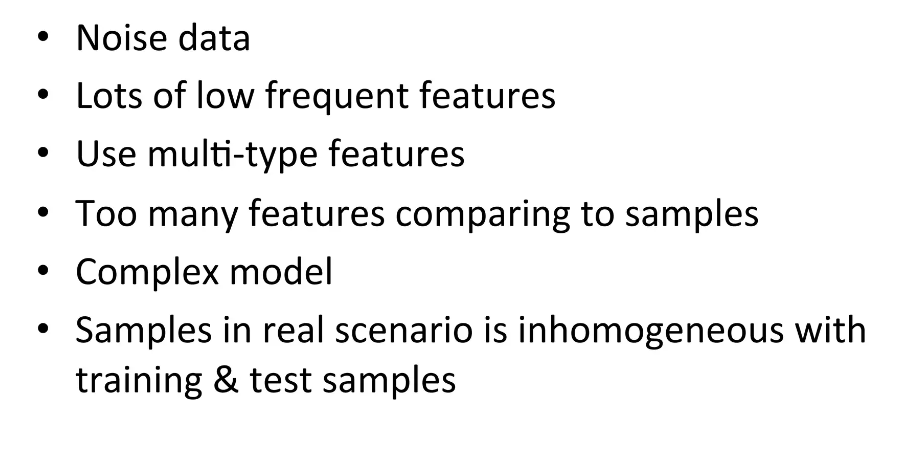 • Noise data
• Lots of low frequent features
• Use multi-type features
• Too many features comparing to samples
• Complex model
• Samples in real scenario is inhomogeneous with
training & test samples